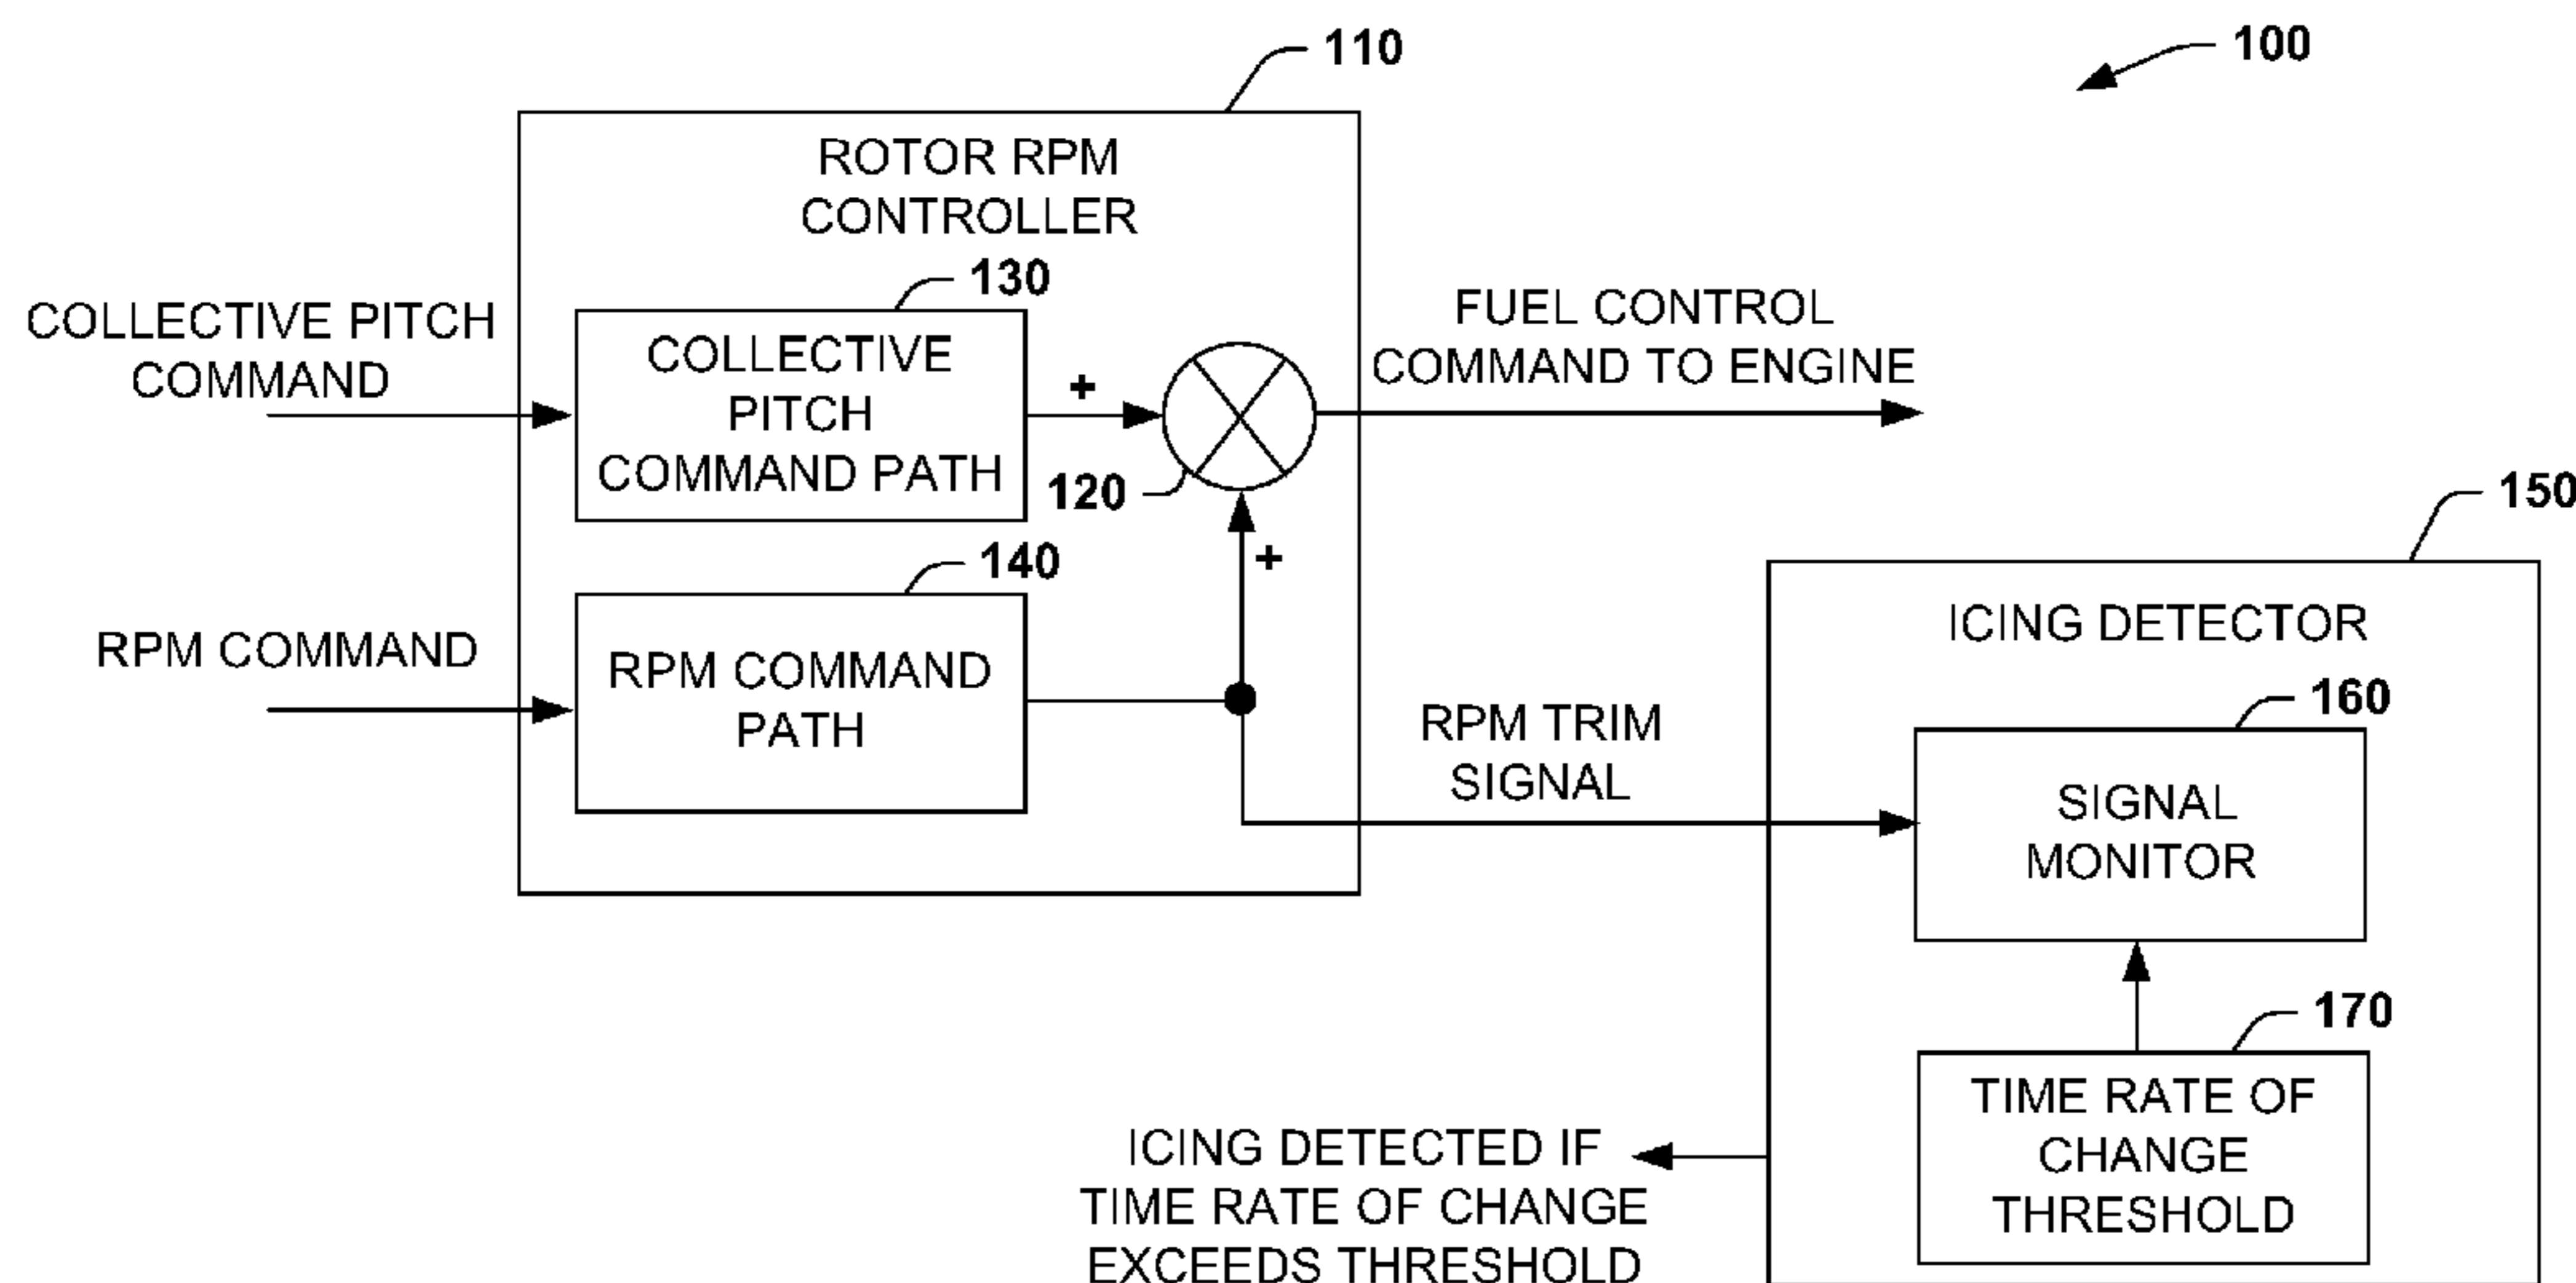 110
100
ROTOR RPM
CONTROLLER
130
COLLECTIVE PITCH
COMMAND
COLLECTIVE
PITCH
COMMAND PATH
+
120
FUEL CONTROL
COMMAND TO ENGINE
+
140
RPM COMMAND
RPM COMMAND
PATH
RPM TRIM
SIGNAL
150
ICING DETECTOR
160
SIGNAL
MONITOR
170
TIME RATE OF
CHANGE
THRESHOLD
ICING DETECTED IF
TIME RATE OF CHANGE
EXCEEDS THRESHOLD